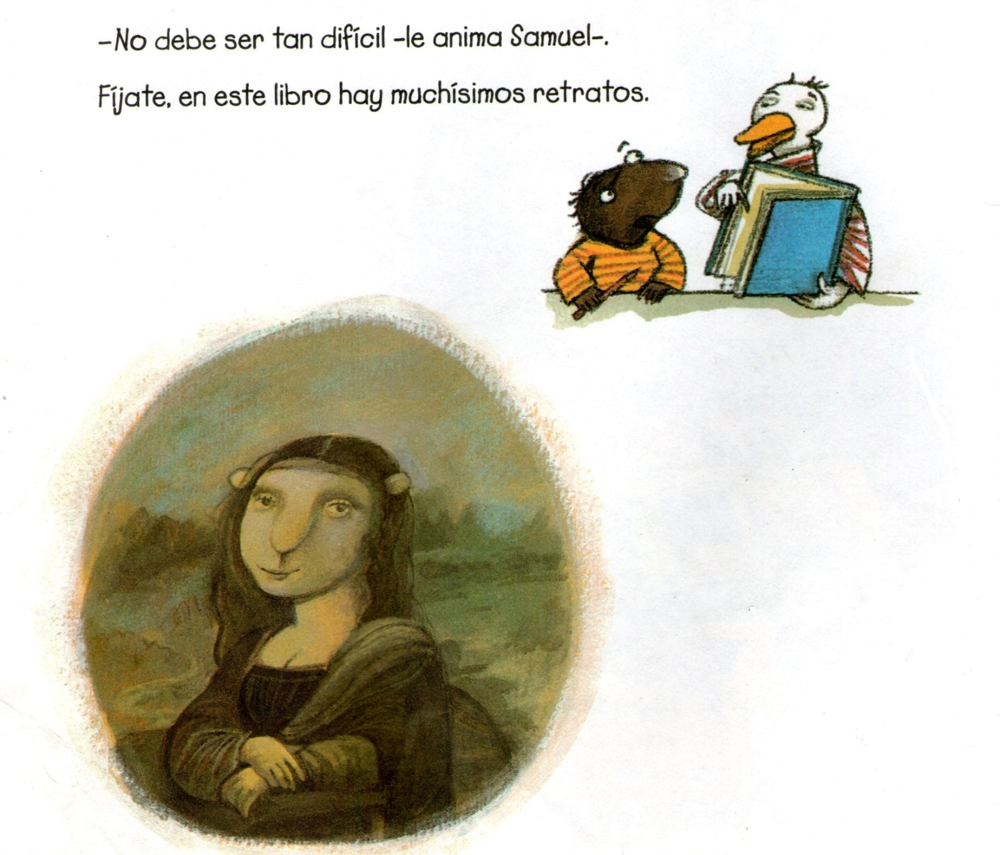 –No debe ser tan difícil –le anima Samuel–.
Fíjate, en este libro hay muchísimos retratos.